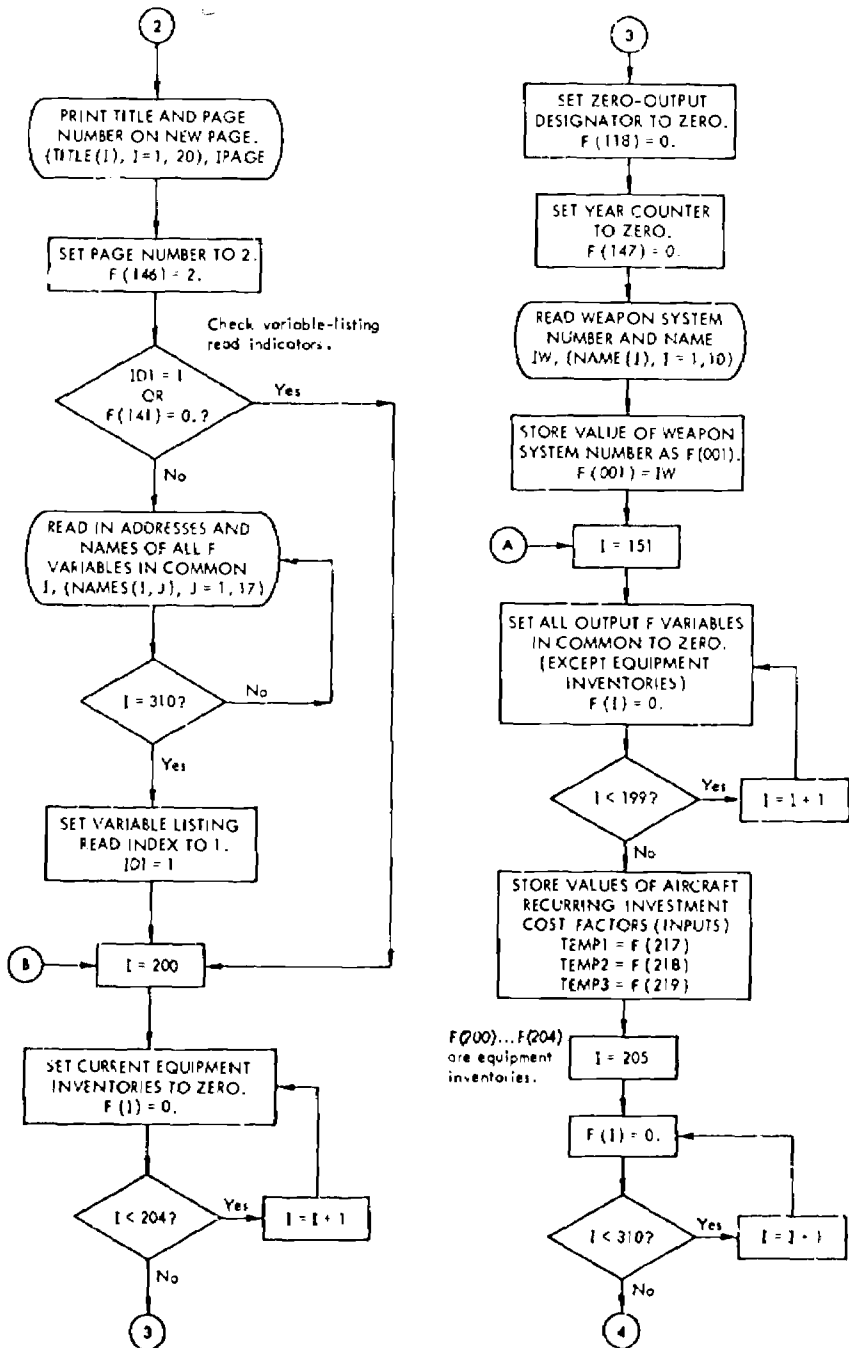 2
PRINT TITLE AND PAGE
NUMBER ON NEW PAGE.
(TITLE(I), I=1, 20), IPAGE
SET PAGE NUMBER TO 2.
F(146) = 2.
Check variable-listing
read indicators.
ID1 = 1
OR
F(141) = 0.?
Yes
No
READ IN ADDRESSES AND
NAMES OF ALL F
VARIABLES IN COMMON
I, (NAMES(I,J), J = 1, 17)
I = 310?
No
Yes
SET VARIABLE LISTING
READ INDEX TO 1.
ID1 = 1
B
I = 200
SET CURRENT EQUIPMENT
INVENTORIES TO ZERO.
F(I) = 0.
I < 204?
Yes
I = I + 1
No
3
3
SET ZERO-OUTPUT
DESIGNATOR TO ZERO.
F(118) = 0.
SET YEAR COUNTER
TO ZERO.
F(147) = 0.
READ WEAPON SYSTEM
NUMBER AND NAME
IW, (NAME(I), I = 1, 10)
STORE VALUE OF WEAPON
SYSTEM NUMBER AS F(001).
F(001) = IW
A
I = 151
SET ALL OUTPUT F VARIABLES
IN COMMON TO ZERO.
(EXCEPT EQUIPMENT
INVENTORIES)
F(I) = 0.
I < 199?
Yes
I = I + 1
No
STORE VALUES OF AIRCRAFT
RECURRING INVESTMENT
COST FACTORS (INPUTS)
TEMP1 = F(217)
TEMP2 = F(218)
TEMP3 = F(219)
F(200)...F(204)
are equipment
inventories.
I = 205
F(I) = 0.
I < 310?
Yes
I = I + 1
No
4